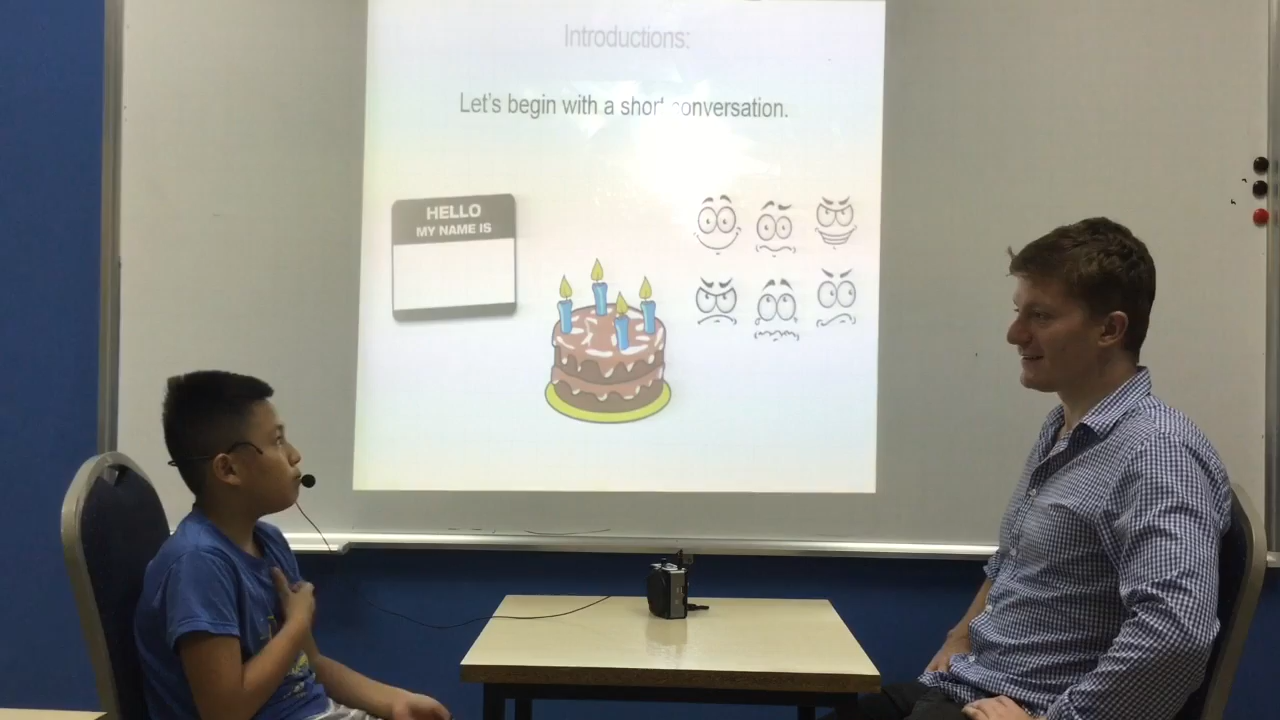 Introductions:
Let's begin with a short conversation.
HELLO
MY NAME IS